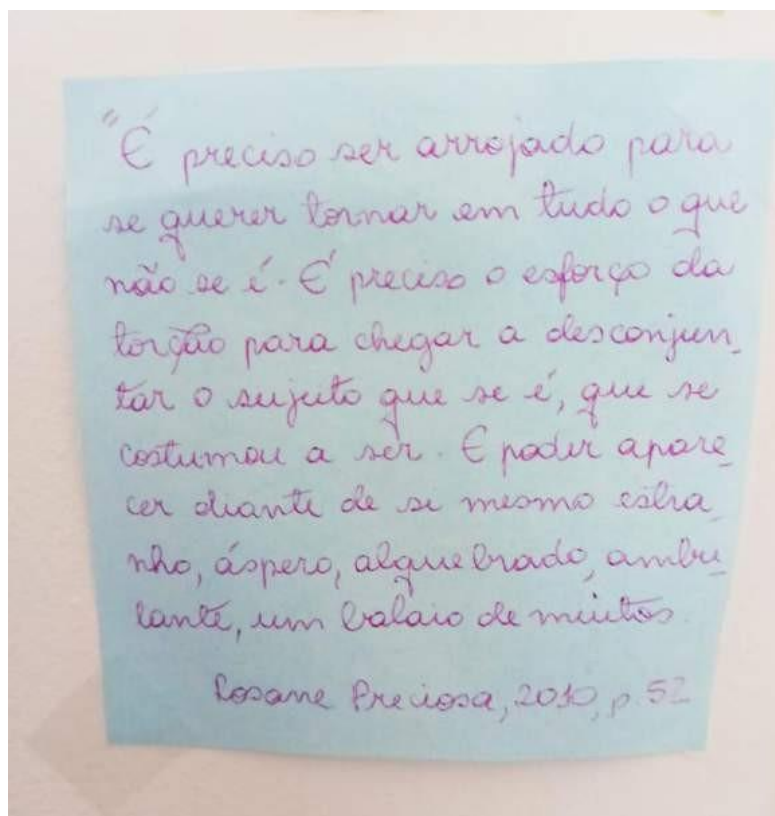 "É preciso ser arrojado para
se querer tornar em tudo o que
não se é. É preciso o esforço da
torção para chegar a desconjun_
tar o sujeito que se é, que se
costumou a ser. E poder apare_
cer diante de si mesmo estra_
nho, áspero, alquebrado, ambu_
lante, um balaio de muitos.
Rosane Preciosa, 2010, p. 52